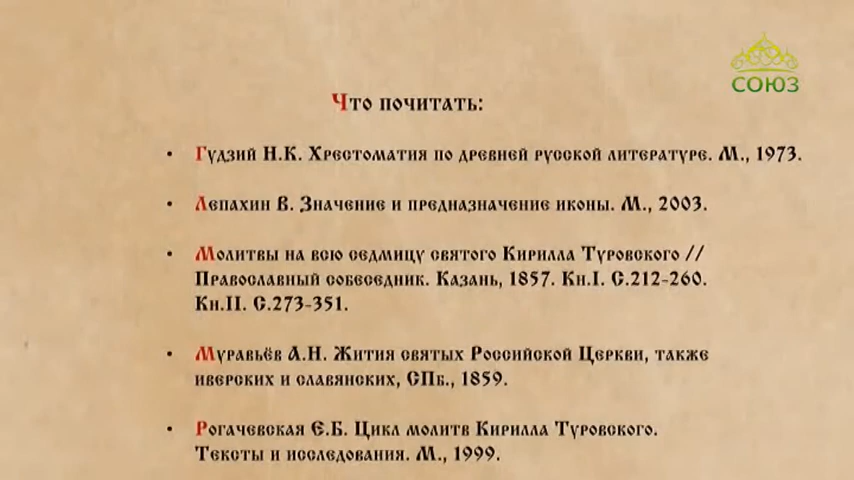 СОЮЗ
Что почитать:
• Гудзий Н.К. Хрестоматия по древней русской литературе. М., 1973.
• Лепахин В. Значение и предназначение иконы. М., 2003.
• Молитвы на всю седмицу святого Кирилла Туровского //
Православный собеседник. Казань, 1857. Кн.I. С.212-260.
Кн.II. С.273-351.
• Муравьёв А.Н. Жития святых Российской Церкви, также
иверских и славянских, СПб., 1859.
• Рогачевская Е.Б. Цикл молитв Кирилла Туровского.
Тексты и исследования. М., 1999.